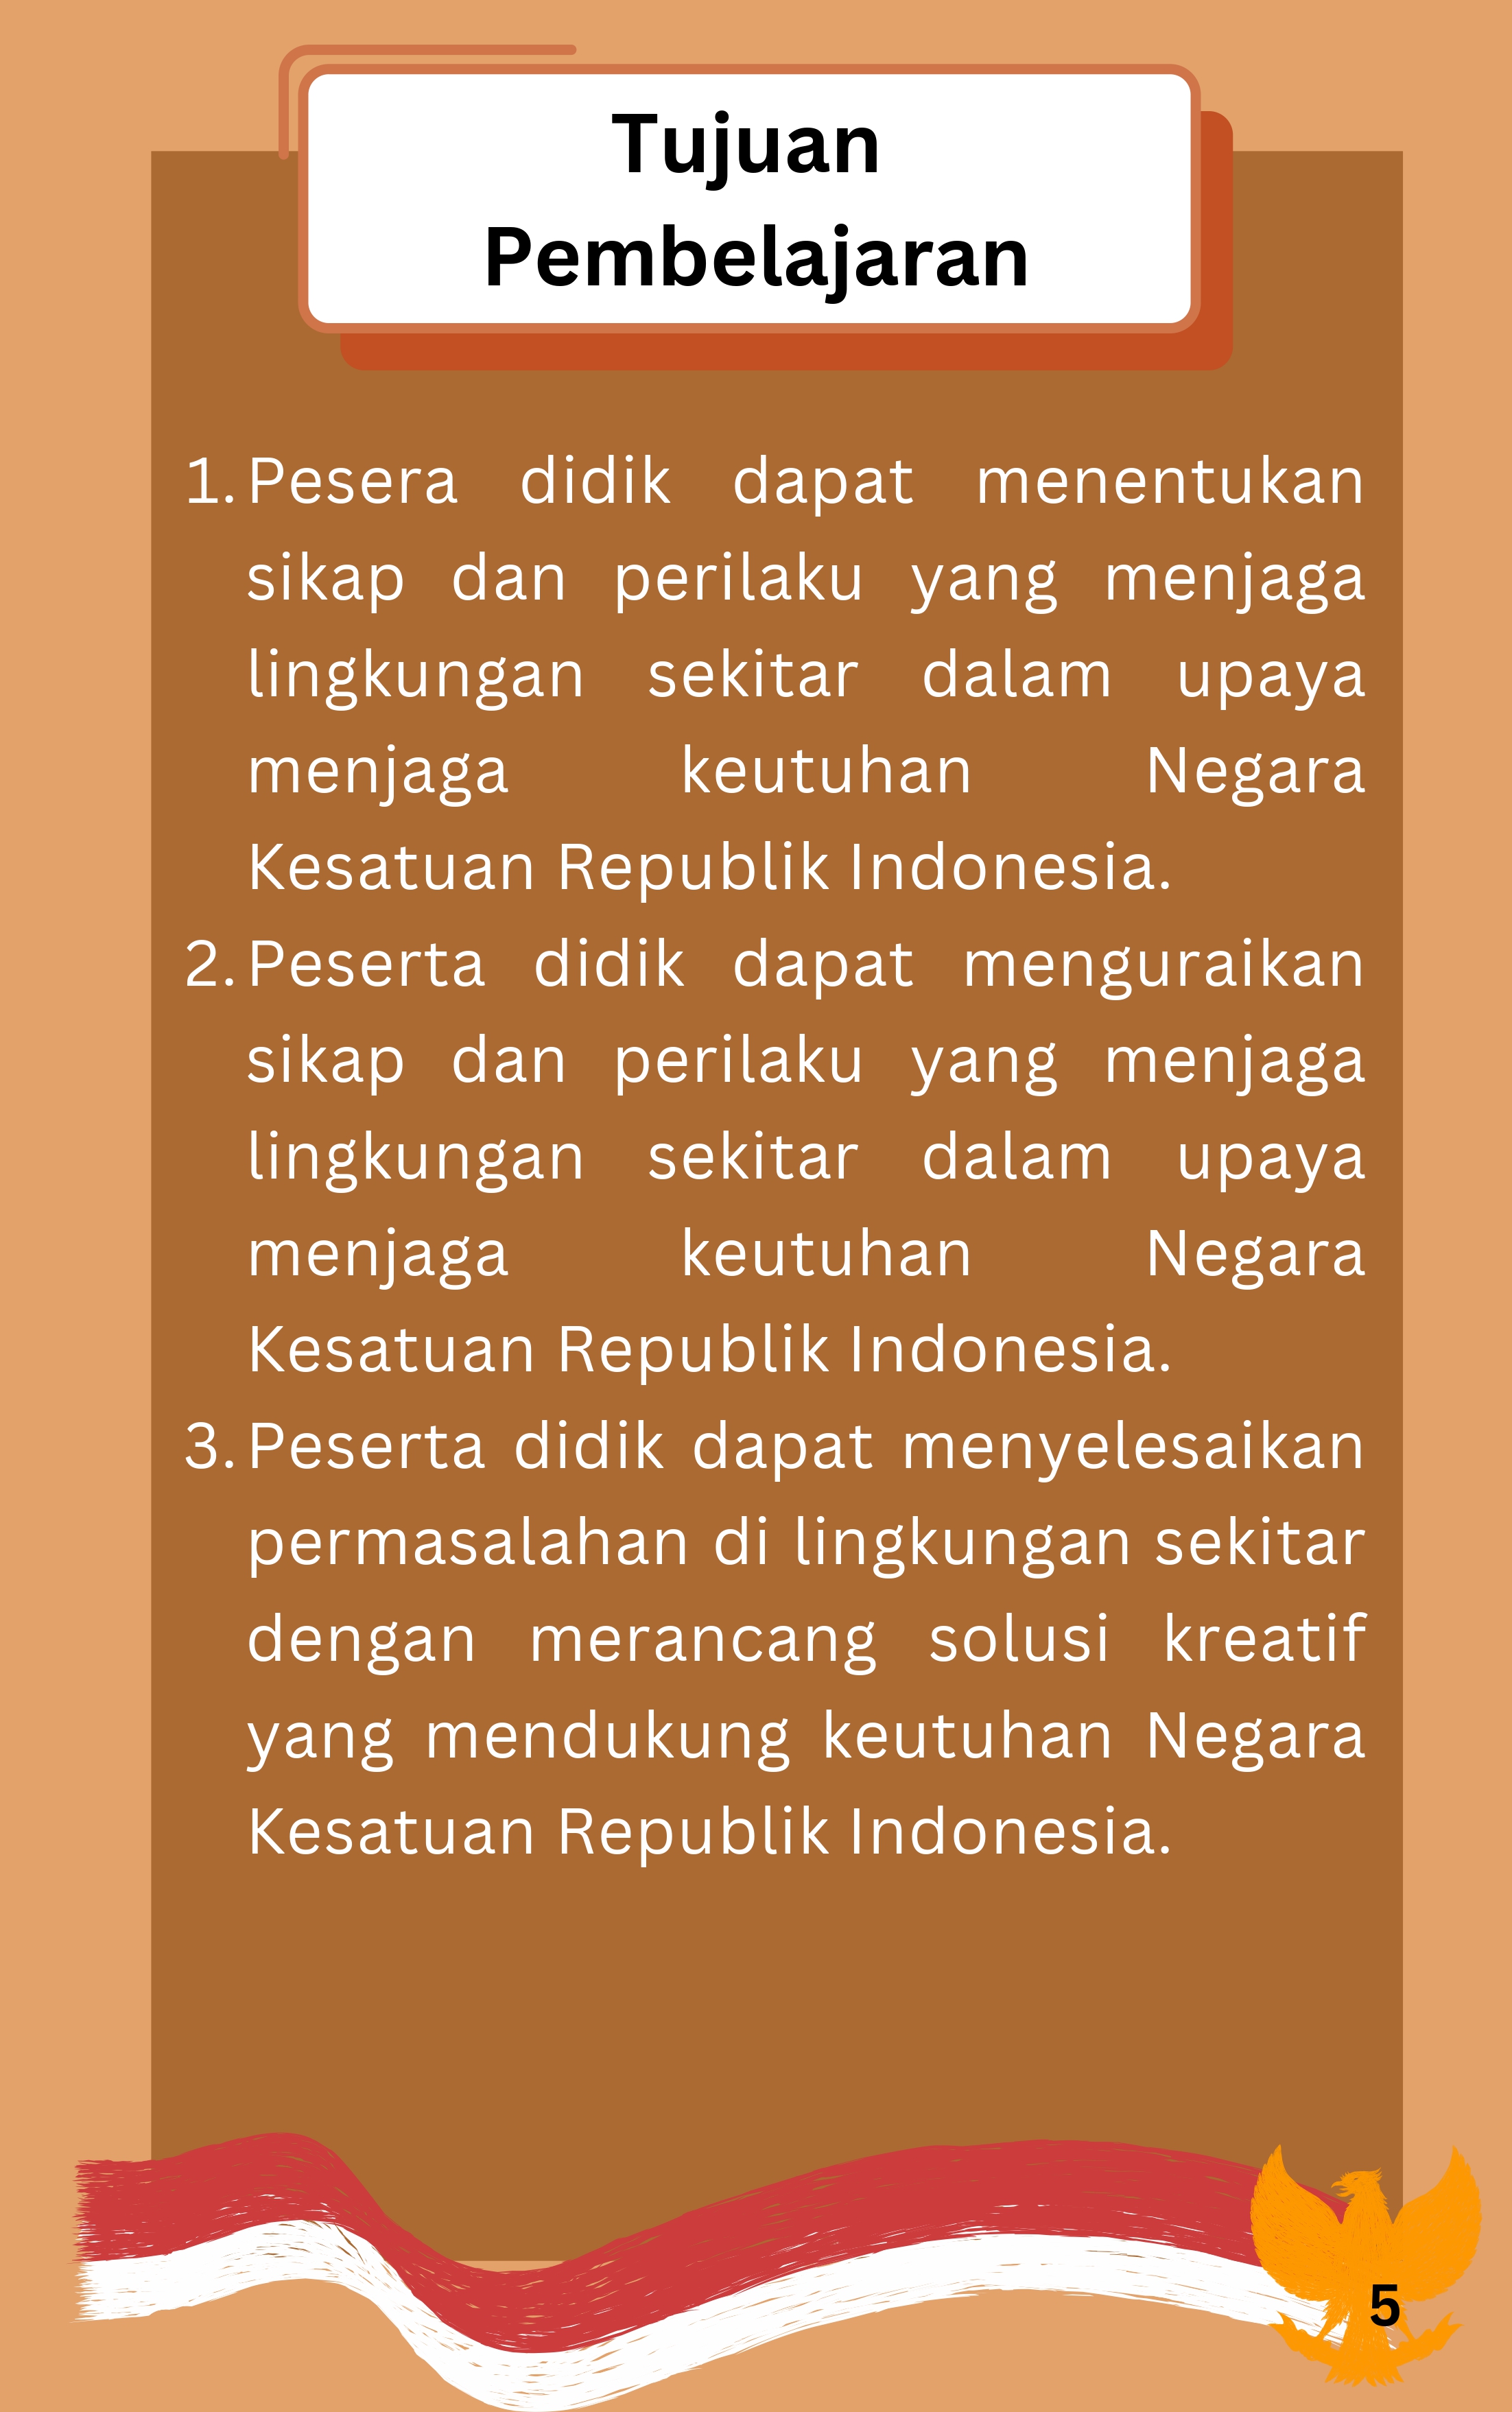 Tujuan
Pembelajaran
1. Pesera didik dapat menentukan
sikap dan perilaku yang menjaga
lingkungan sekitar dalam upaya
menjaga keutuhan Negara
Kesatuan Republik Indonesia.
2. Peserta didik dapat menguraikan
sikap dan perilaku yang menjaga
lingkungan sekitar dalam upaya
menjaga keutuhan Negara
Kesatuan Republik Indonesia.
3. Peserta didik dapat menyelesaikan
permasalahan di lingkungan sekitar
dengan merancang solusi kreatif
yang mendukung keutuhan Negara
Kesatuan Republik Indonesia.
5